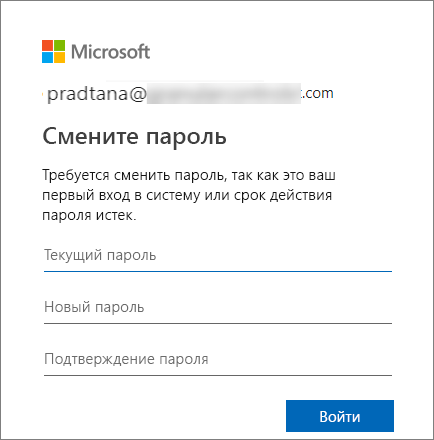 Microsoft
pradtana@ .com
Смените пароль
Требуется сменить пароль, так как это ваш
первый вход в систему или срок действия
пароля истек.
Текущий пароль
Новый пароль
Подтверждение пароля
Войти